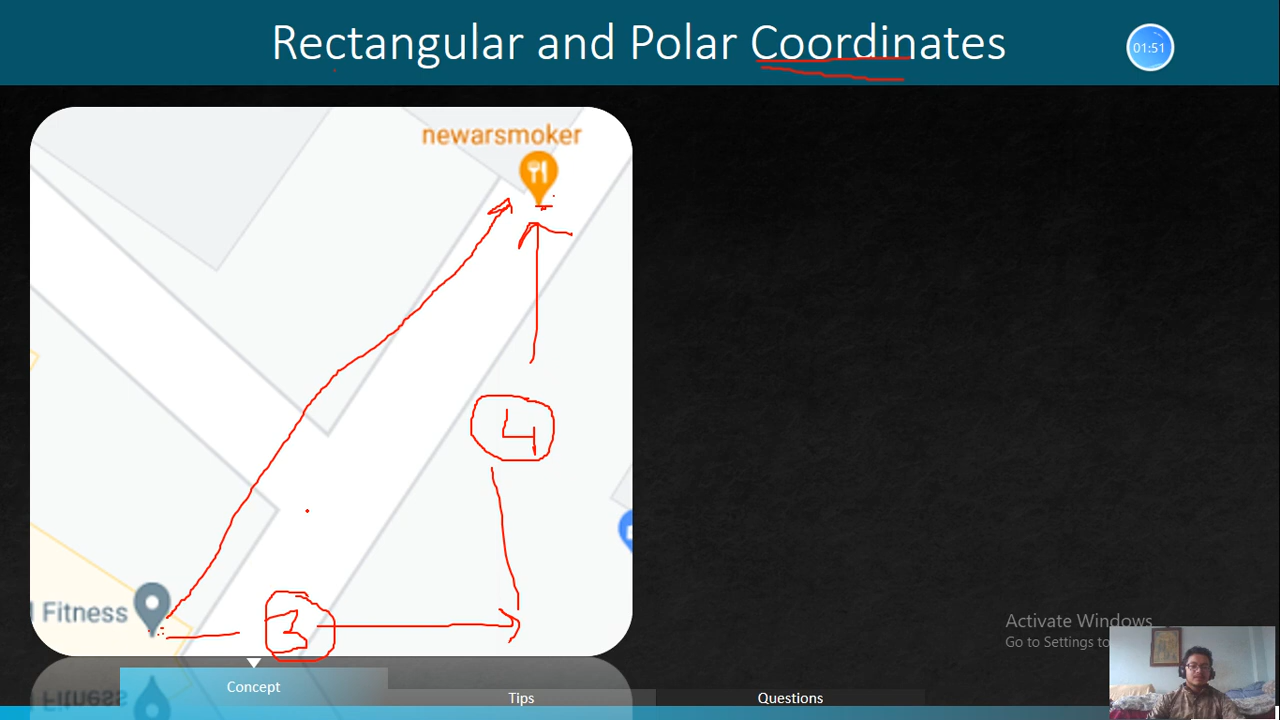 Rectangular and Polar Coordinates
01:51
newarsmoker
4
Fitness
3
Activate Windows
Go to Settings to
Fitness
Concept
Tips
Questions